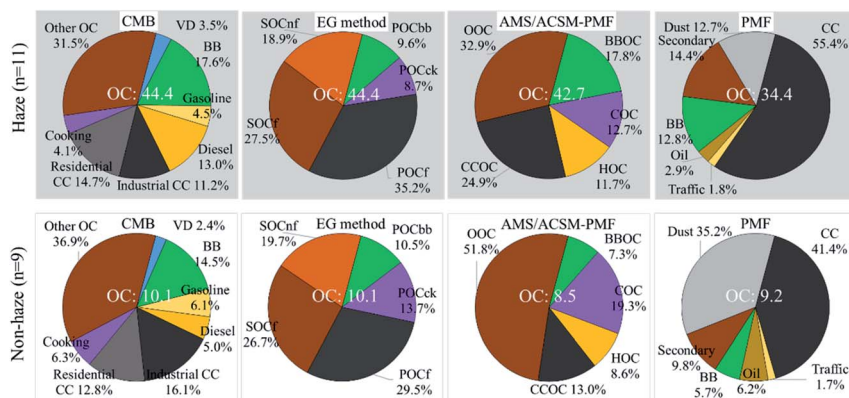 Haze (n=11)
CMB
Other OC
31.5%
VD 3.5%
BB
17.6%
Gasoline
4.5%
Diesel
13.0%
Industrial CC 11.2%
Residential
CC 14.7%
Cooking
4.1%
OC: 44.4
EG method
SOCnf
18.9%
POCbb
9.6%
POCck
8.7%
POCf
35.2%
SOCf
27.5%
OC: 44.4
AMS/ACSM-PMF
OOC
32.9%
BBOC
17.8%
COC
12.7%
HOC
11.7%
CCOC
24.9%
OC: 42.7
PMF
Dust 12.7%
Secondary
14.4%
CC
55.4%
BB
12.8%
Oil
2.9%
Traffic 1.8%
OC: 34.4
Non-haze (n=9)
CMB
Other OC
36.9%
VD 2.4%
BB
14.5%
Gasoline
6.1%
Diesel
5.0%
Industrial CC
16.1%
Residential
CC 12.8%
Cooking
6.3%
OC: 10.1
EG method
SOCnf
19.7%
POCbb
10.5%
POCck
13.7%
POCf
29.5%
SOCf
26.7%
OC: 10.1
AMS/ACSM-PMF
OOC
51.8%
BBOC
7.3%
COC
19.3%
HOC
8.6%
CCOC 13.0%
OC: 8.5
PMF
Dust 35.2%
CC
41.4%
Secondary
9.8%
BB
5.7%
Oil
6.2%
Traffic
1.7%
OC: 9.2